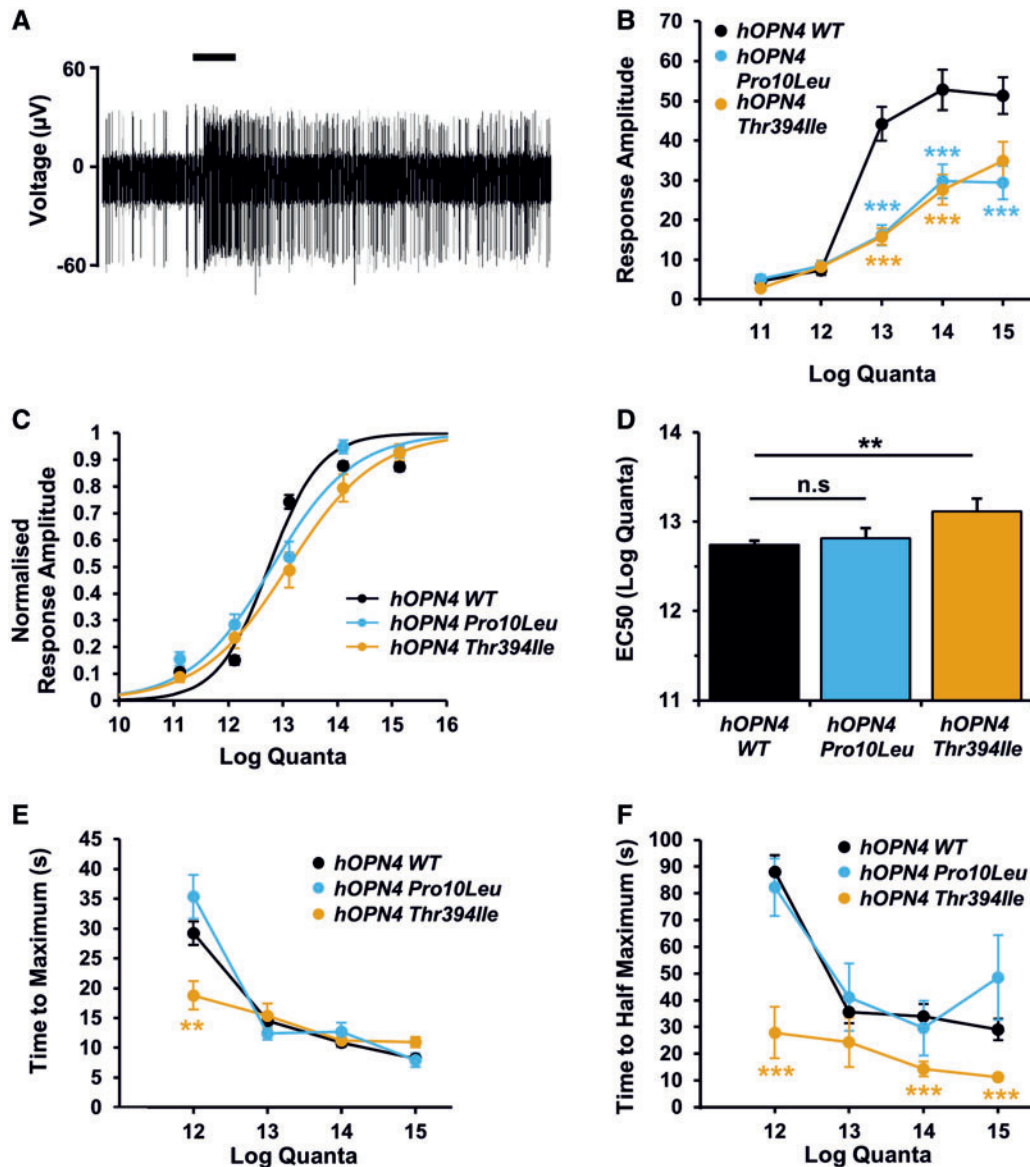 A
60
0
-60
Voltage (µV)
B
70
60
50
40
30
20
10
0
Response Amplitude
hOPN4 WT
hOPN4
Pro10Leu
hOPN4
Thr394Ile
***
***
***
***
***
11 12 13 14 15
Log Quanta
C
1
0.9
0.8
0.7
0.6
0.5
0.4
0.3
0.2
0.1
0
Normalised
Response Amplitude
hOPN4 WT
hOPN4 Pro10Leu
hOPN4 Thr394Ile
10 11 12 13 14 15 16
Log Quanta
D
14
13
12
11
EC50 (Log Quanta)
**
n.s
hOPN4
WT
hOPN4
Pro10Leu
hOPN4
Thr394Ile
E
45
40
35
30
25
20
15
10
5
0
Time to Maximum (s)
hOPN4 WT
hOPN4 Pro10Leu
hOPN4 Thr394Ile
**
12 13 14 15
Log Quanta
F
100
90
80
70
60
50
40
30
20
10
0
Time to Half Maximum (s)
hOPN4 WT
hOPN4 Pro10Leu
hOPN4 Thr394Ile
*** *** ***
12 13 14 15
Log Quanta